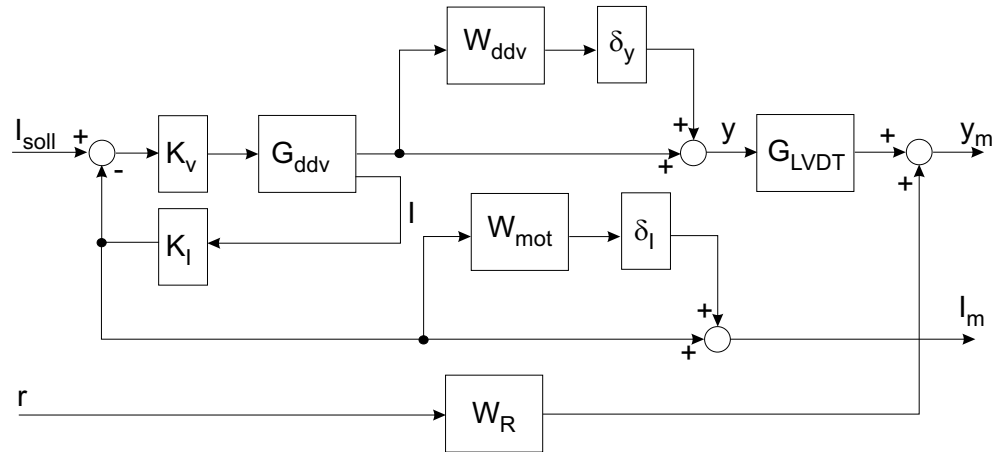 W_ddv
δ_y
I_soll
+
-
K_v
G_ddv
+
+
y
G_LVDT
+
+
y_m
I
K_I
W_mot
δ_I
+
+
I_m
r
W_R